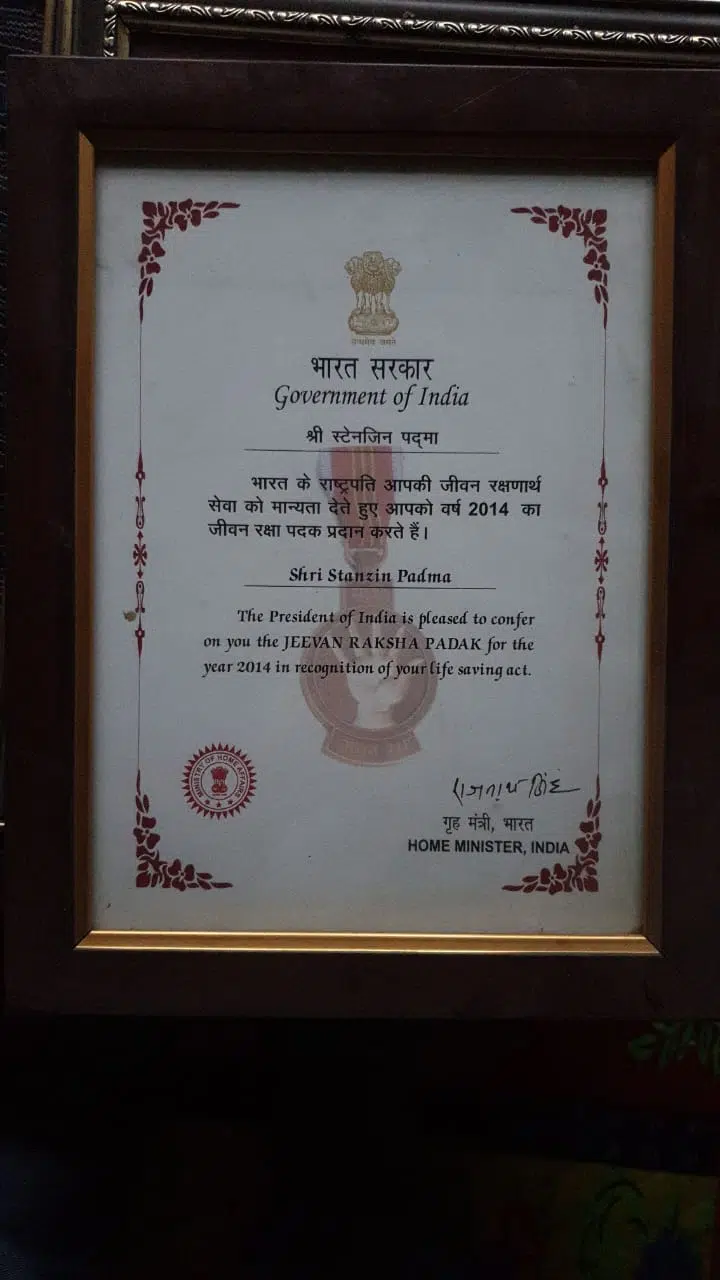 सत्यमेव जयते
भारत सरकार
Government of India
श्री स्टेनजिन पद्मा
भारत के राष्ट्रपति आपकी जीवन रक्षणार्थ
सेवा को मान्यता देते हुए आपको वर्ष 2014 का
जीवन रक्षा पदक प्रदान करते हैं।
Shri Stanzin Padma
The President of India is pleased to confer
on you the JEEVAN RAKSHA PADAK for the
year 2014 in recognition of your life saving act.
MINISTRY OF HOME AFFAIRS
राजनाथ सिंह
गृह मंत्री, भारत
HOME MINISTER, INDIA